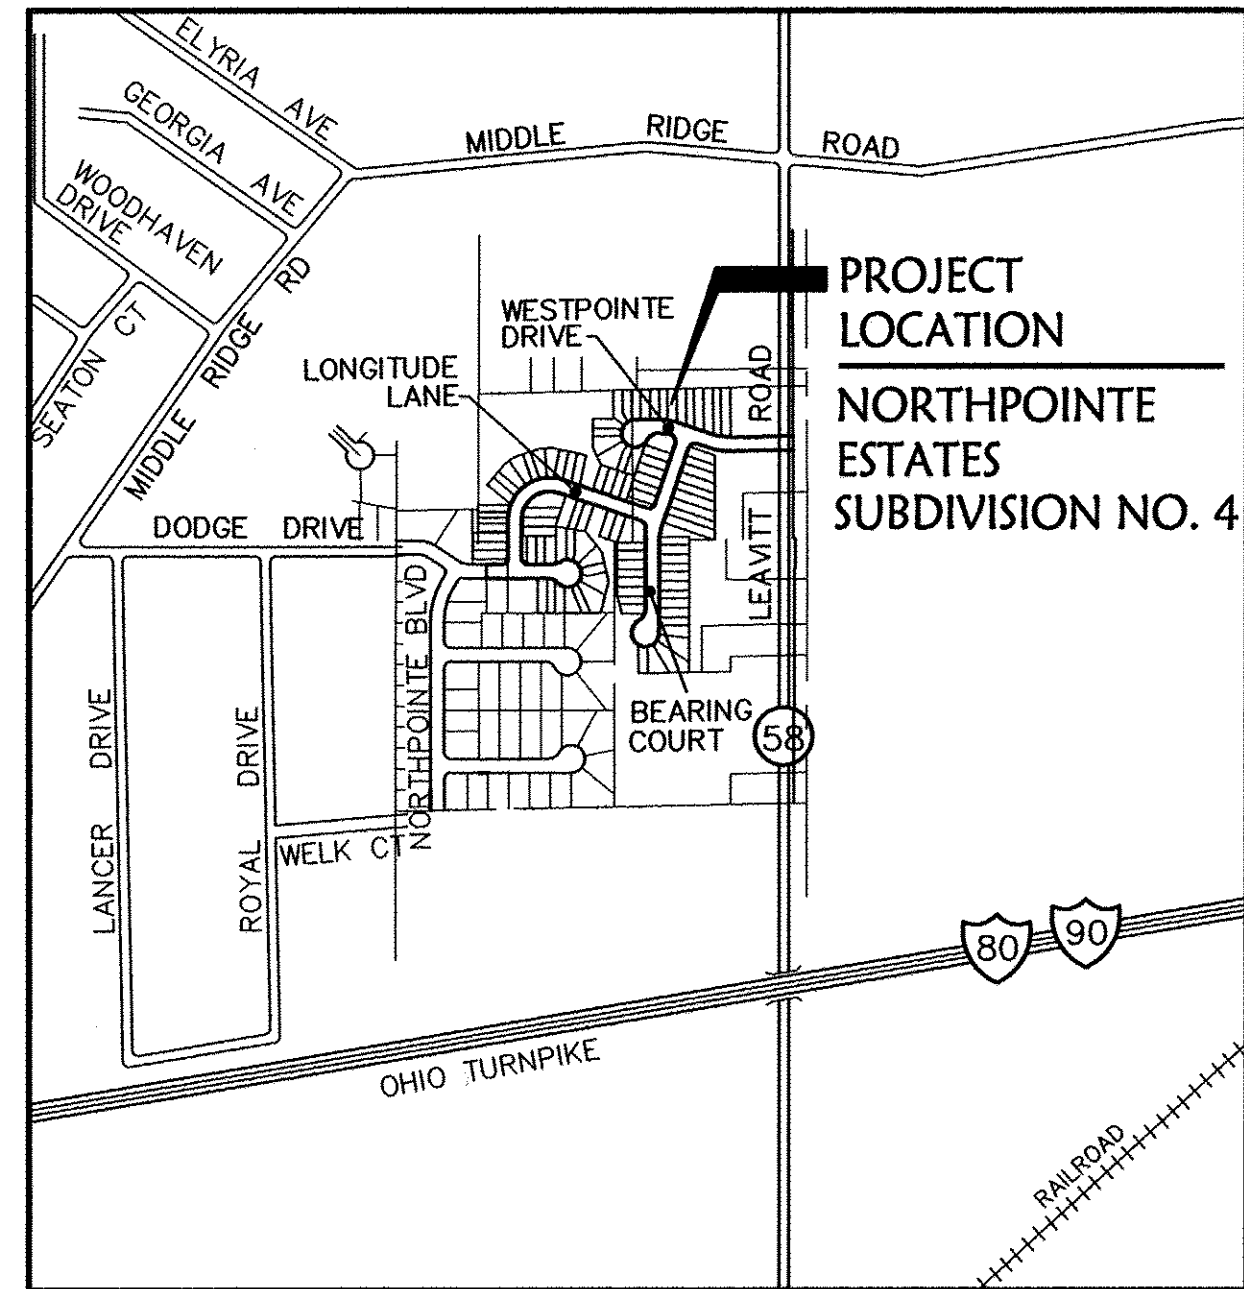 ELYRIA AVE
GEORGIA AVE
WOODHAVEN
DRIVE
MIDDLE RIDGE ROAD
SEATON CT
MIDDLE RIDGE RD
WESTPOINTE
DRIVE
LONGITUDE
LANE
PROJECT
LOCATION
NORTHPOINTE
ESTATES
SUBDIVISION NO. 4
LEAVITT ROAD
DODGE DRIVE
NORTHPOINTE BLVD
BEARING
COURT
58
LANCER DRIVE
ROYAL DRIVE
WELK CT
80
90
OHIO TURNPIKE
RAILROAD